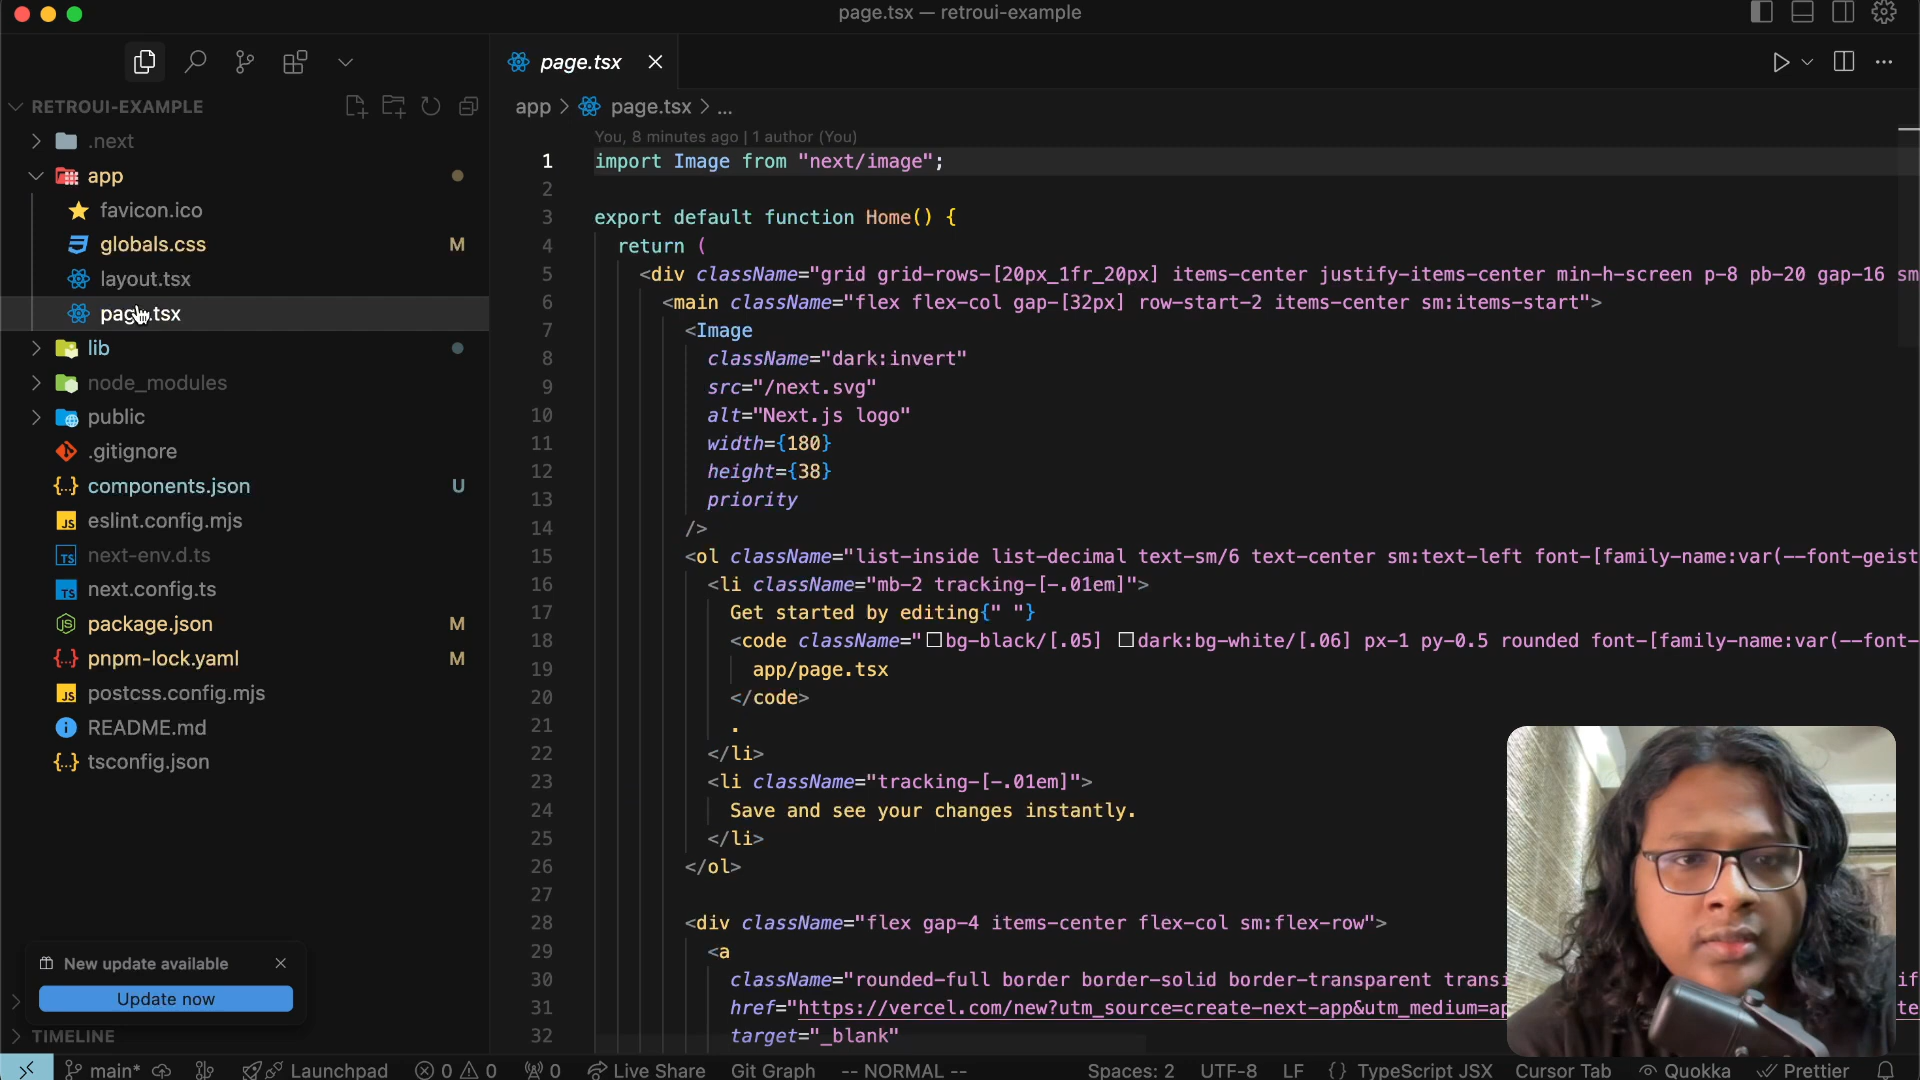 page.tsx — retroui-example
page.tsx
RETROUI-EXAMPLE
app > page.tsx > ...
.next
app
favicon.ico
globals.css M
layout.tsx
page.tsx
lib
node_modules
public
.gitignore
components.json U
eslint.config.mjs
next-env.d.ts
next.config.ts
package.json M
pnpm-lock.yaml M
postcss.config.mjs
README.md
tsconfig.json
New update available
Update now
TIMELINE
You, 8 minutes ago | 1 author (You)
1 import Image from "next/image";
2
3 export default function Home() {
4 return (
5 <div className="grid grid-rows-[20px_1fr_20px] items-center justify-items-center min-h-screen p-8 pb-20 gap-16 sm
6 <main className="flex flex-col gap-[32px] row-start-2 items-center sm:items-start">
7 <Image
8 className="dark:invert"
9 src="/next.svg"
10 alt="Next.js logo"
11 width={180}
12 height={38}
13 priority
14 />
15 <ol className="list-inside list-decimal text-sm/6 text-center sm:text-left font-[family-name:var(--font-geist
16 <li className="mb-2 tracking-[-.01em]">
17 Get started by editing{" "}
18 <code className="bg-black/[.05] dark:bg-white/[.06] px-1 py-0.5 rounded font-[family-name:var(--font-
19 app/page.tsx
20 </code>
21 .
22 </li>
23 <li className="tracking-[-.01em]">
24 Save and see your changes instantly.
25 </li>
26 </ol>
27
28 <div className="flex gap-4 items-center flex-col sm:flex-row">
29 <a
30 className="rounded-full border border-solid border-transparent transi
31 href="https://vercel.com/new?utm_source=create-next-app&utm_medium=ap
32 target="_blank"
main* Launchpad 0 0 0 Live Share Git Graph -- NORMAL -- Spaces: 2 UTF-8 LF {} TypeScript JSX Cursor Tab Quokka Prettier